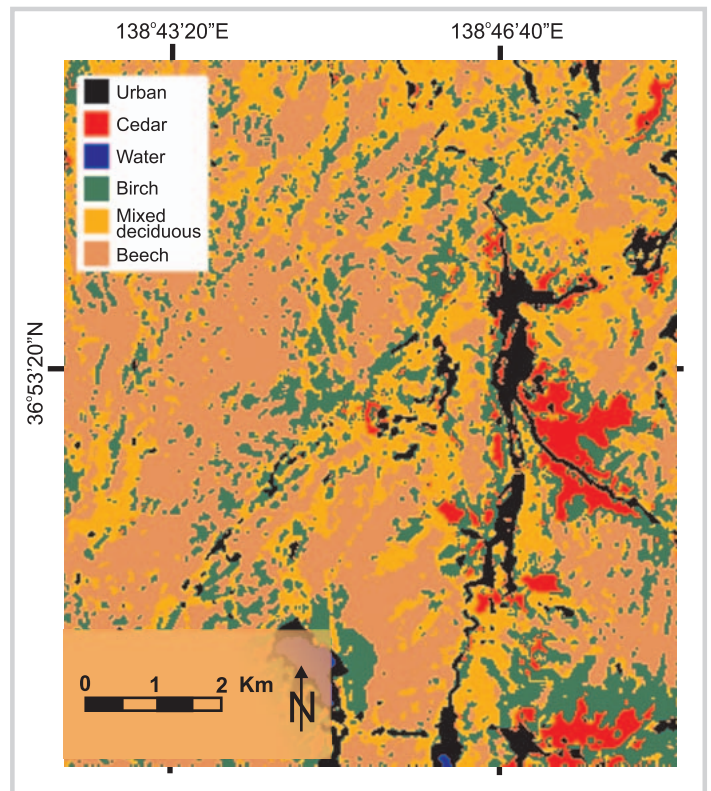 138°43'20"E
138°46'40"E
Urban
Cedar
Water
Birch
Mixed
deciduous
Beech
36°53'20"N
0 1 2 Km
N